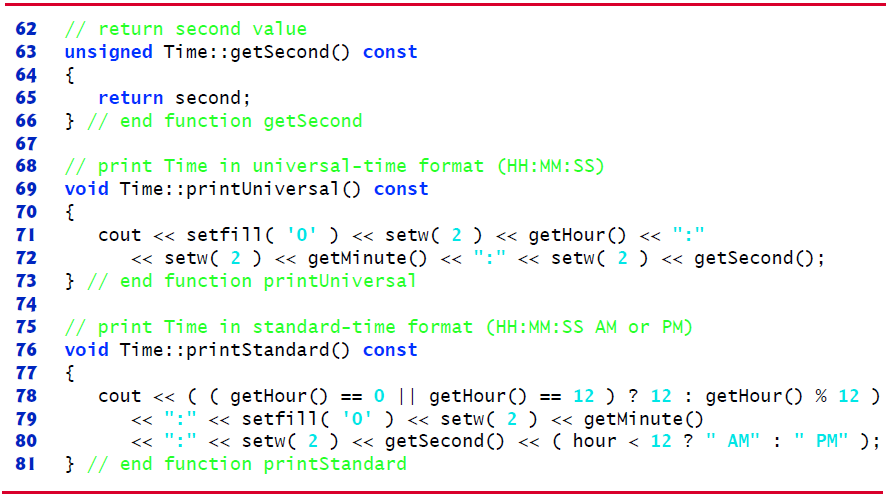 62 // return second value
63 unsigned Time::getSecond() const
64 {
65    return second;
66 } // end function getSecond
67
68 // print Time in universal-time format (HH:MM:SS)
69 void Time::printUniversal() const
70 {
71    cout << setfill( '0' ) << setw( 2 ) << getHour() << ":"
72       << setw( 2 ) << getMinute() << ":" << setw( 2 ) << getSecond();
73 } // end function printUniversal
74
75 // print Time in standard-time format (HH:MM:SS AM or PM)
76 void Time::printStandard() const
77 {
78    cout << ( ( getHour() == 0 || getHour() == 12 ) ? 12 : getHour() % 12 )
79       << ":" << setfill( '0' ) << setw( 2 ) << getMinute()
80       << ":" << setw( 2 ) << getSecond() << ( hour < 12 ? " AM" : " PM" );
81 } // end function printStandard